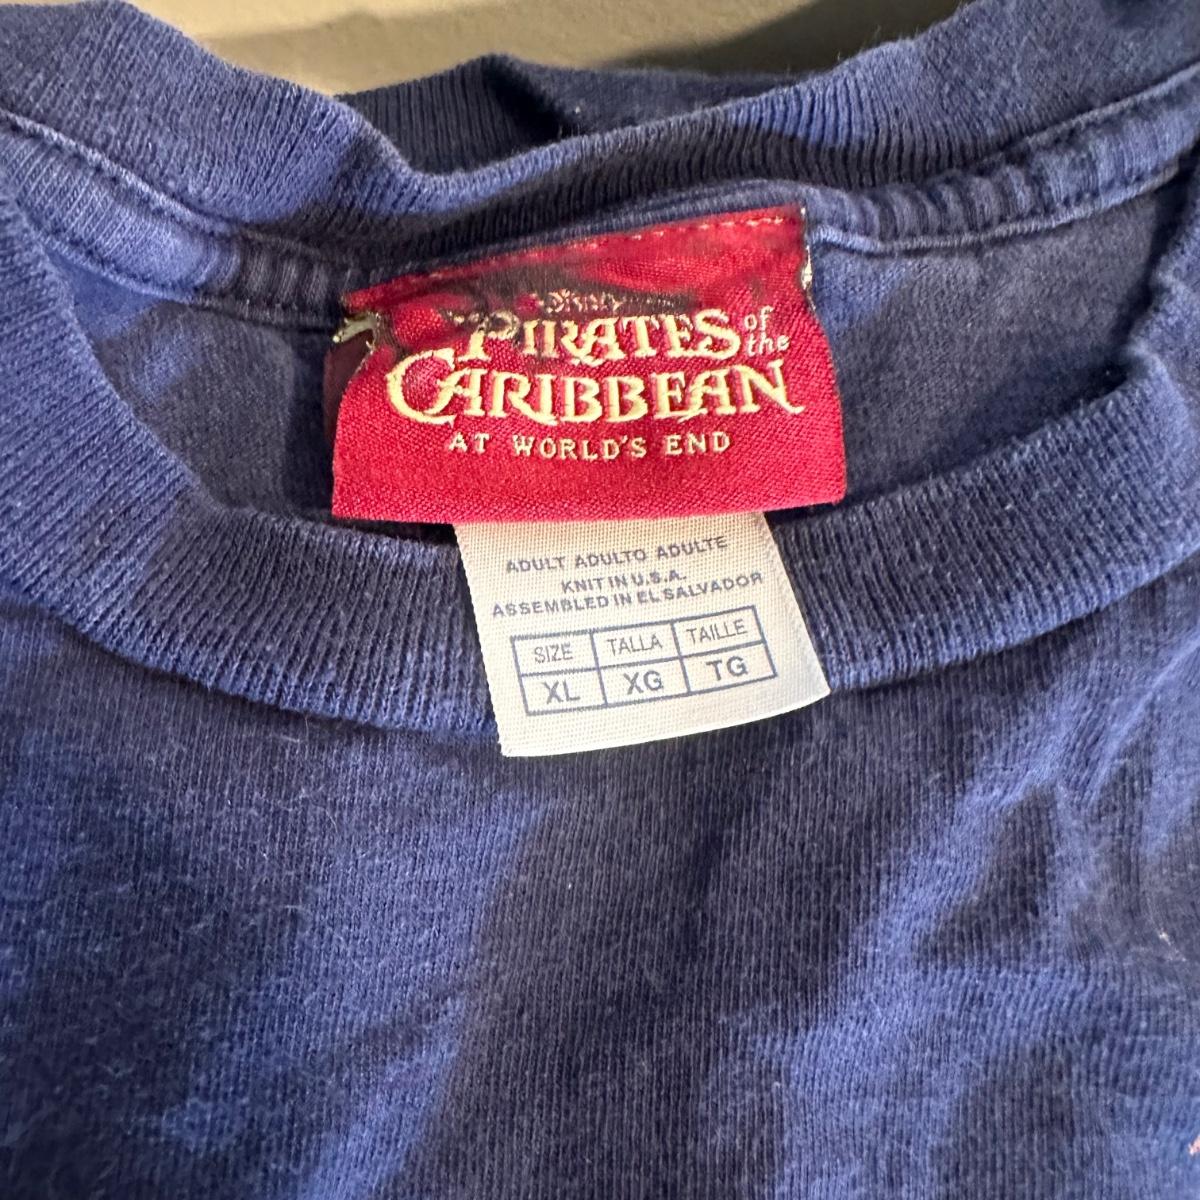 Disney
PIRATES of the
CARIBBEAN
AT WORLD'S END
ADULT ADULTO ADULTE
KNIT IN U.S.A.
ASSEMBLED IN EL SALVADOR
SIZE TALLA TAILLE
XL XG TG